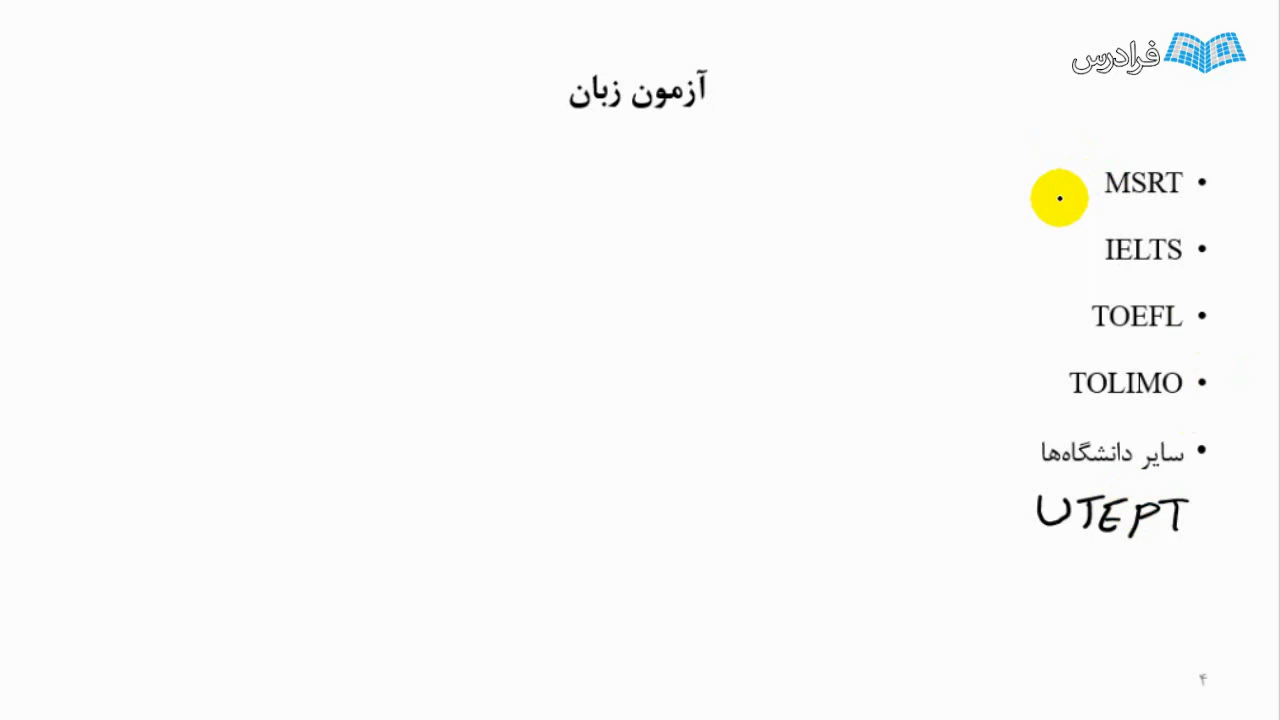 فرادرس
آزمون زبان
• MSRT
• IELTS
• TOEFL
• TOLIMO
• سایر دانشگاه‌ها
UTEPT
۴